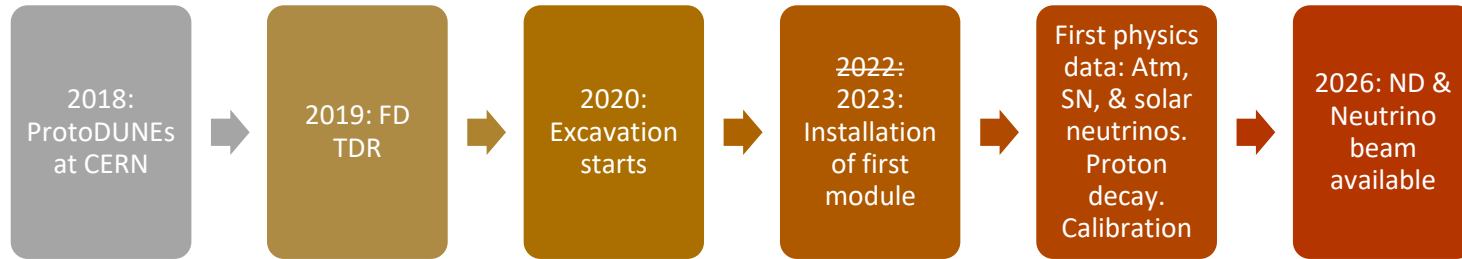 2018:
ProtoDUNEs
at CERN
2019: FD
TDR
2020:
Excavation
starts
2022:
2023:
Installation
of first
module
First physics
data: Atm,
SN, & solar
neutrinos.
Proton
decay.
Calibration
2026: ND &
Neutrino
beam
available